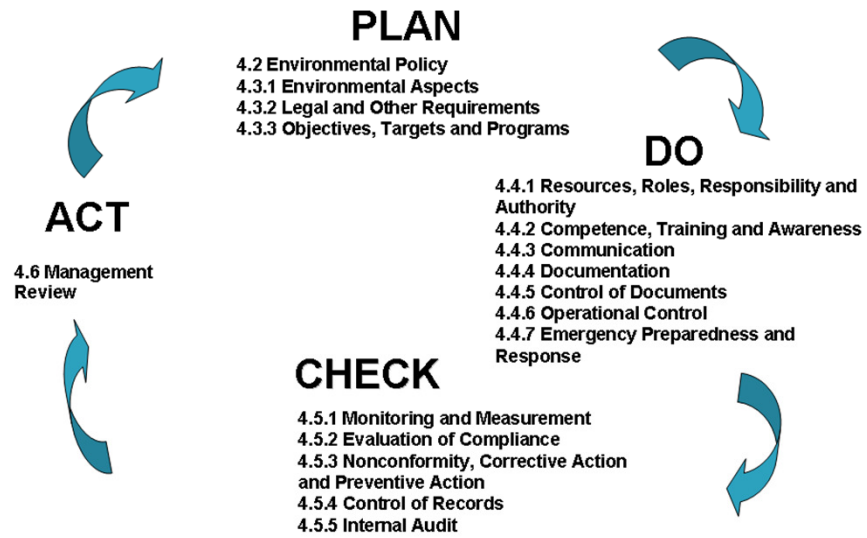 PLAN
4.2 Environmental Policy
4.3.1 Environmental Aspects
4.3.2 Legal and Other Requirements
4.3.3 Objectives, Targets and Programs
DO
4.4.1 Resources, Roles, Responsibility and
Authority
4.4.2 Competence, Training and Awareness
4.4.3 Communication
4.4.4 Documentation
4.4.5 Control of Documents
4.4.6 Operational Control
4.4.7 Emergency Preparedness and
Response
CHECK
4.5.1 Monitoring and Measurement
4.5.2 Evaluation of Compliance
4.5.3 Nonconformity, Corrective Action
and Preventive Action
4.5.4 Control of Records
4.5.5 Internal Audit
ACT
4.6 Management
Review